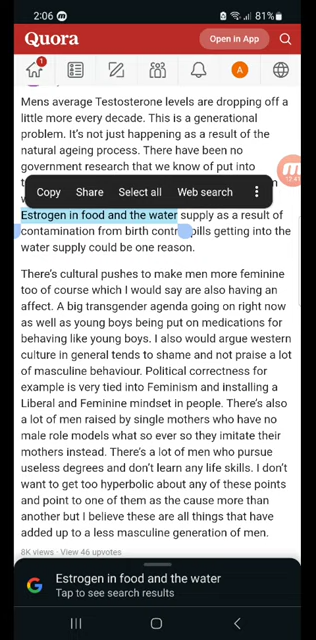 2:06
81%
Quora
Open in App
1
A
12:41
Mens average Testosterone levels are dropping off a
little more every decade. This is a generational
problem. It's not just happening as a result of the
natural ageing process. There have been no
government research that we know of put into
Copy Share Select all Web search
Estrogen in food and the water supply as a result of
contamination from birth control pills getting into the
water supply could be one reason.
There's cultural pushes to make men more feminine
too of course which I would say are also having an
affect. A big transgender agenda going on right now
as well as young boys being put on medications for
behaving like young boys. I also would argue western
culture in general tends to shame and not praise a lot
of masculine behaviour. Political correctness for
example is very tied into Feminism and installing a
Liberal and Feminine mindset in people. There's also
a lot of men raised by single mothers who have no
male role models what so ever so they imitate their
mothers instead. There's a lot of men who pursue
useless degrees and don't learn any life skills. I don't
want to get too hyperbolic about any of these points
and point to one of them as the cause more than
another but I believe these are all things that have
added up to a less masculine generation of men.
8K views · View 46 upvotes
Estrogen in food and the water
Tap to see search results